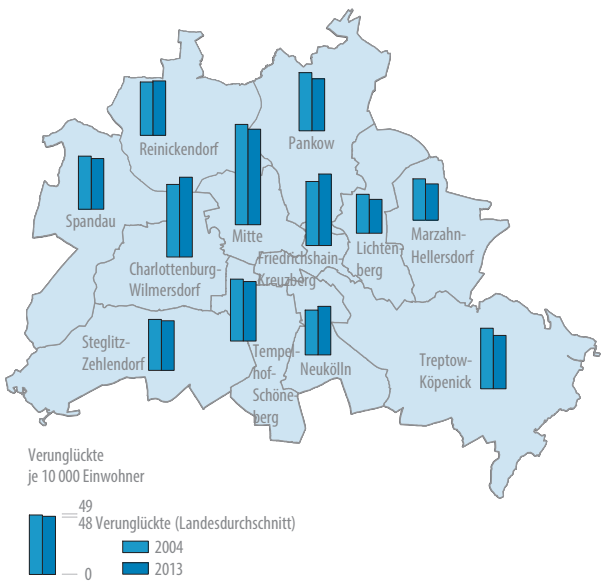 Reinickendorf
Pankow
Spandau
Mitte
Charlottenburg-
Wilmersdorf
Friedrichshain-
Kreuzberg
Lichten-
berg
Marzahn-
Hellersdorf
Steglitz-
Zehlendorf
Tempel-
hof-
Schöne-
berg
Neukölln
Treptow-
Köpenick
Verunglückte
je 10 000 Einwohner
49
48 Verunglückte (Landesdurchschnitt)
2004
2013
0